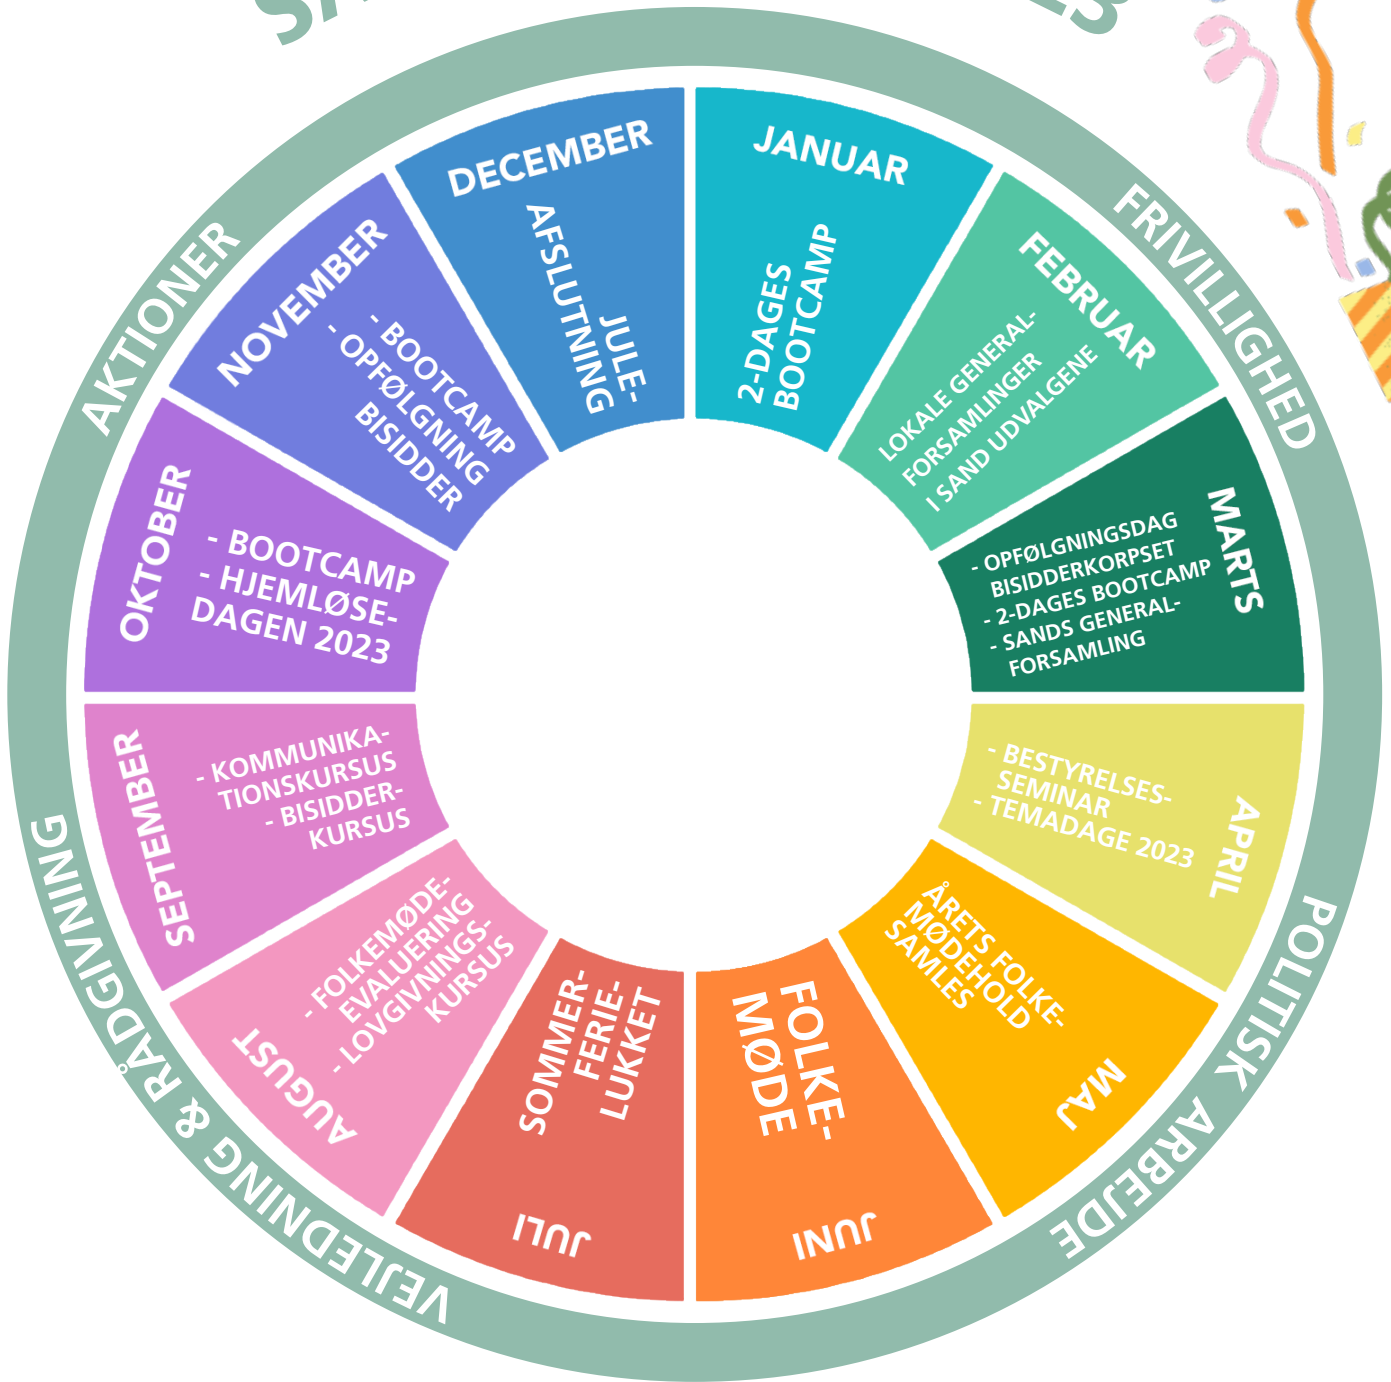 FRIVILLIGHED
POLITISK ARBEJDE
VEJLEDNING & RÅDGIVNING
AKTIONER
JANUAR
2-DAGES
BOOTCAMP
FEBRUAR
LOKALE GENERAL-
FORSAMLINGER
I SAND UDVALGENE
MARTS
- OPFØLGNINGSDAG
BISIDDERKORPSET
- 2-DAGES BOOTCAMP
- SANDS GENERAL-
FORSAMLING
APRIL
- BESTYRELSES-
SEMINAR
- TEMADAGE 2023
MAJ
ÅRETS FOLKE-
MØDEHOLD
SAMLES
JUNI
FOLKE-
MØDE
JULI
SOMMER-
FERIE-
LUKKET
AUGUST
- FOLKEMØDE-
EVALUERING
- LOVGIVNINGS-
KURSUS
SEPTEMBER
- KOMMUNIKA-
TIONSKURSUS
- BISIDDER-
KURSUS
OKTOBER
- BOOTCAMP
- HJEMLØSE-
DAGEN 2023
NOVEMBER
- BOOTCAMP
- OPFØLGNING
BISIDDER
DECEMBER
JULE-
AFSLUTNING